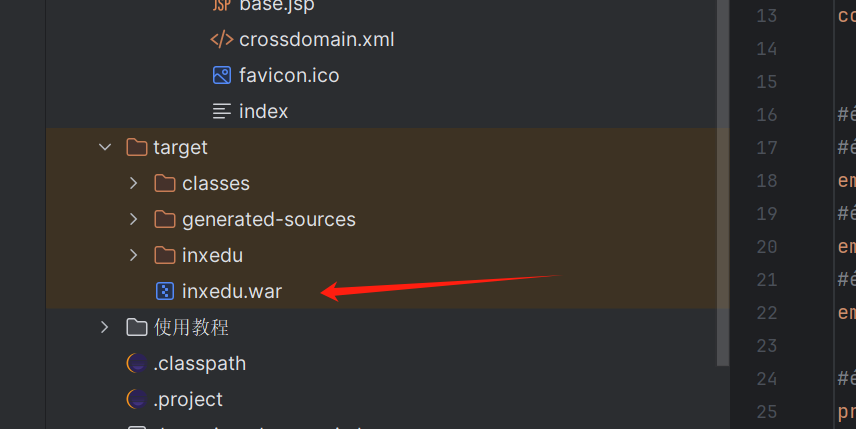 base.jsp
crossdomain.xml
favicon.ico
index
target
classes
generated-sources
inxedu
inxedu.war
使用教程
.classpath
.project
13 co
14
15
16 #é
17 #é
18 em
19 #é
20 em
21 #é
22 em
23
24 #é
25 pr